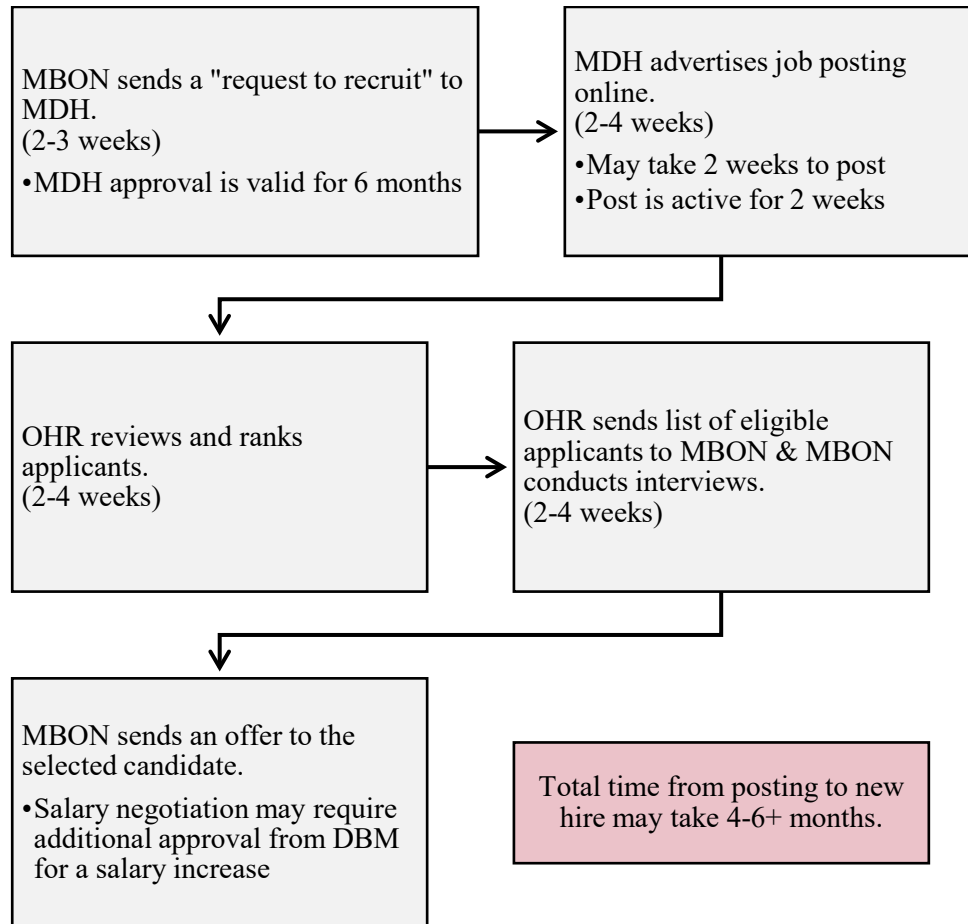 MBON sends a "request to recruit" to
MDH.
(2-3 weeks)
•MDH approval is valid for 6 months
MDH advertises job posting
online.
(2-4 weeks)
•May take 2 weeks to post
•Post is active for 2 weeks
OHR reviews and ranks
applicants.
(2-4 weeks)
OHR sends list of eligible
applicants to MBON & MBON
conducts interviews.
(2-4 weeks)
MBON sends an offer to the
selected candidate.
•Salary negotiation may require
additional approval from DBM
for a salary increase
Total time from posting to new
hire may take 4-6+ months.